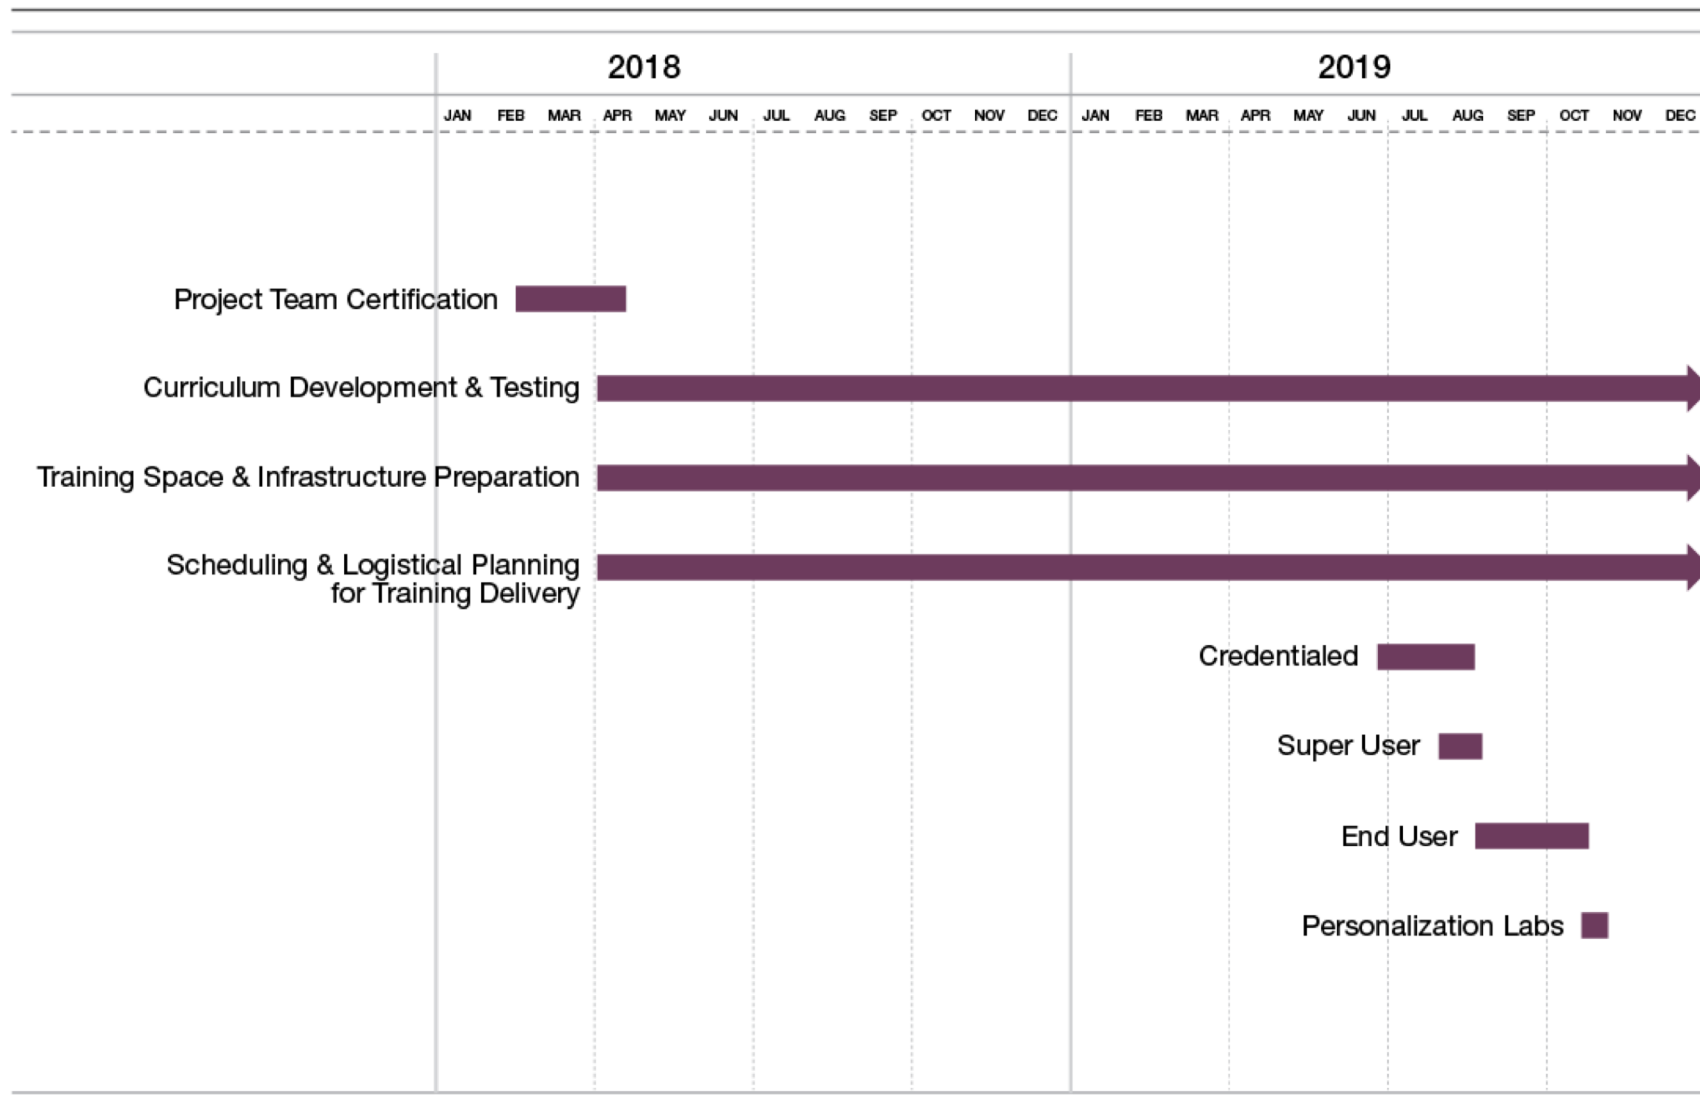 2018 2019
JAN FEB MAR APR MAY JUN JUL AUG SEP OCT NOV DEC JAN FEB MAR APR MAY JUN JUL AUG SEP OCT NOV DEC
Project Team Certification
Curriculum Development & Testing
Training Space & Infrastructure Preparation
Scheduling & Logistical Planning
for Training Delivery
Credentialed
Super User
End User
Personalization Labs